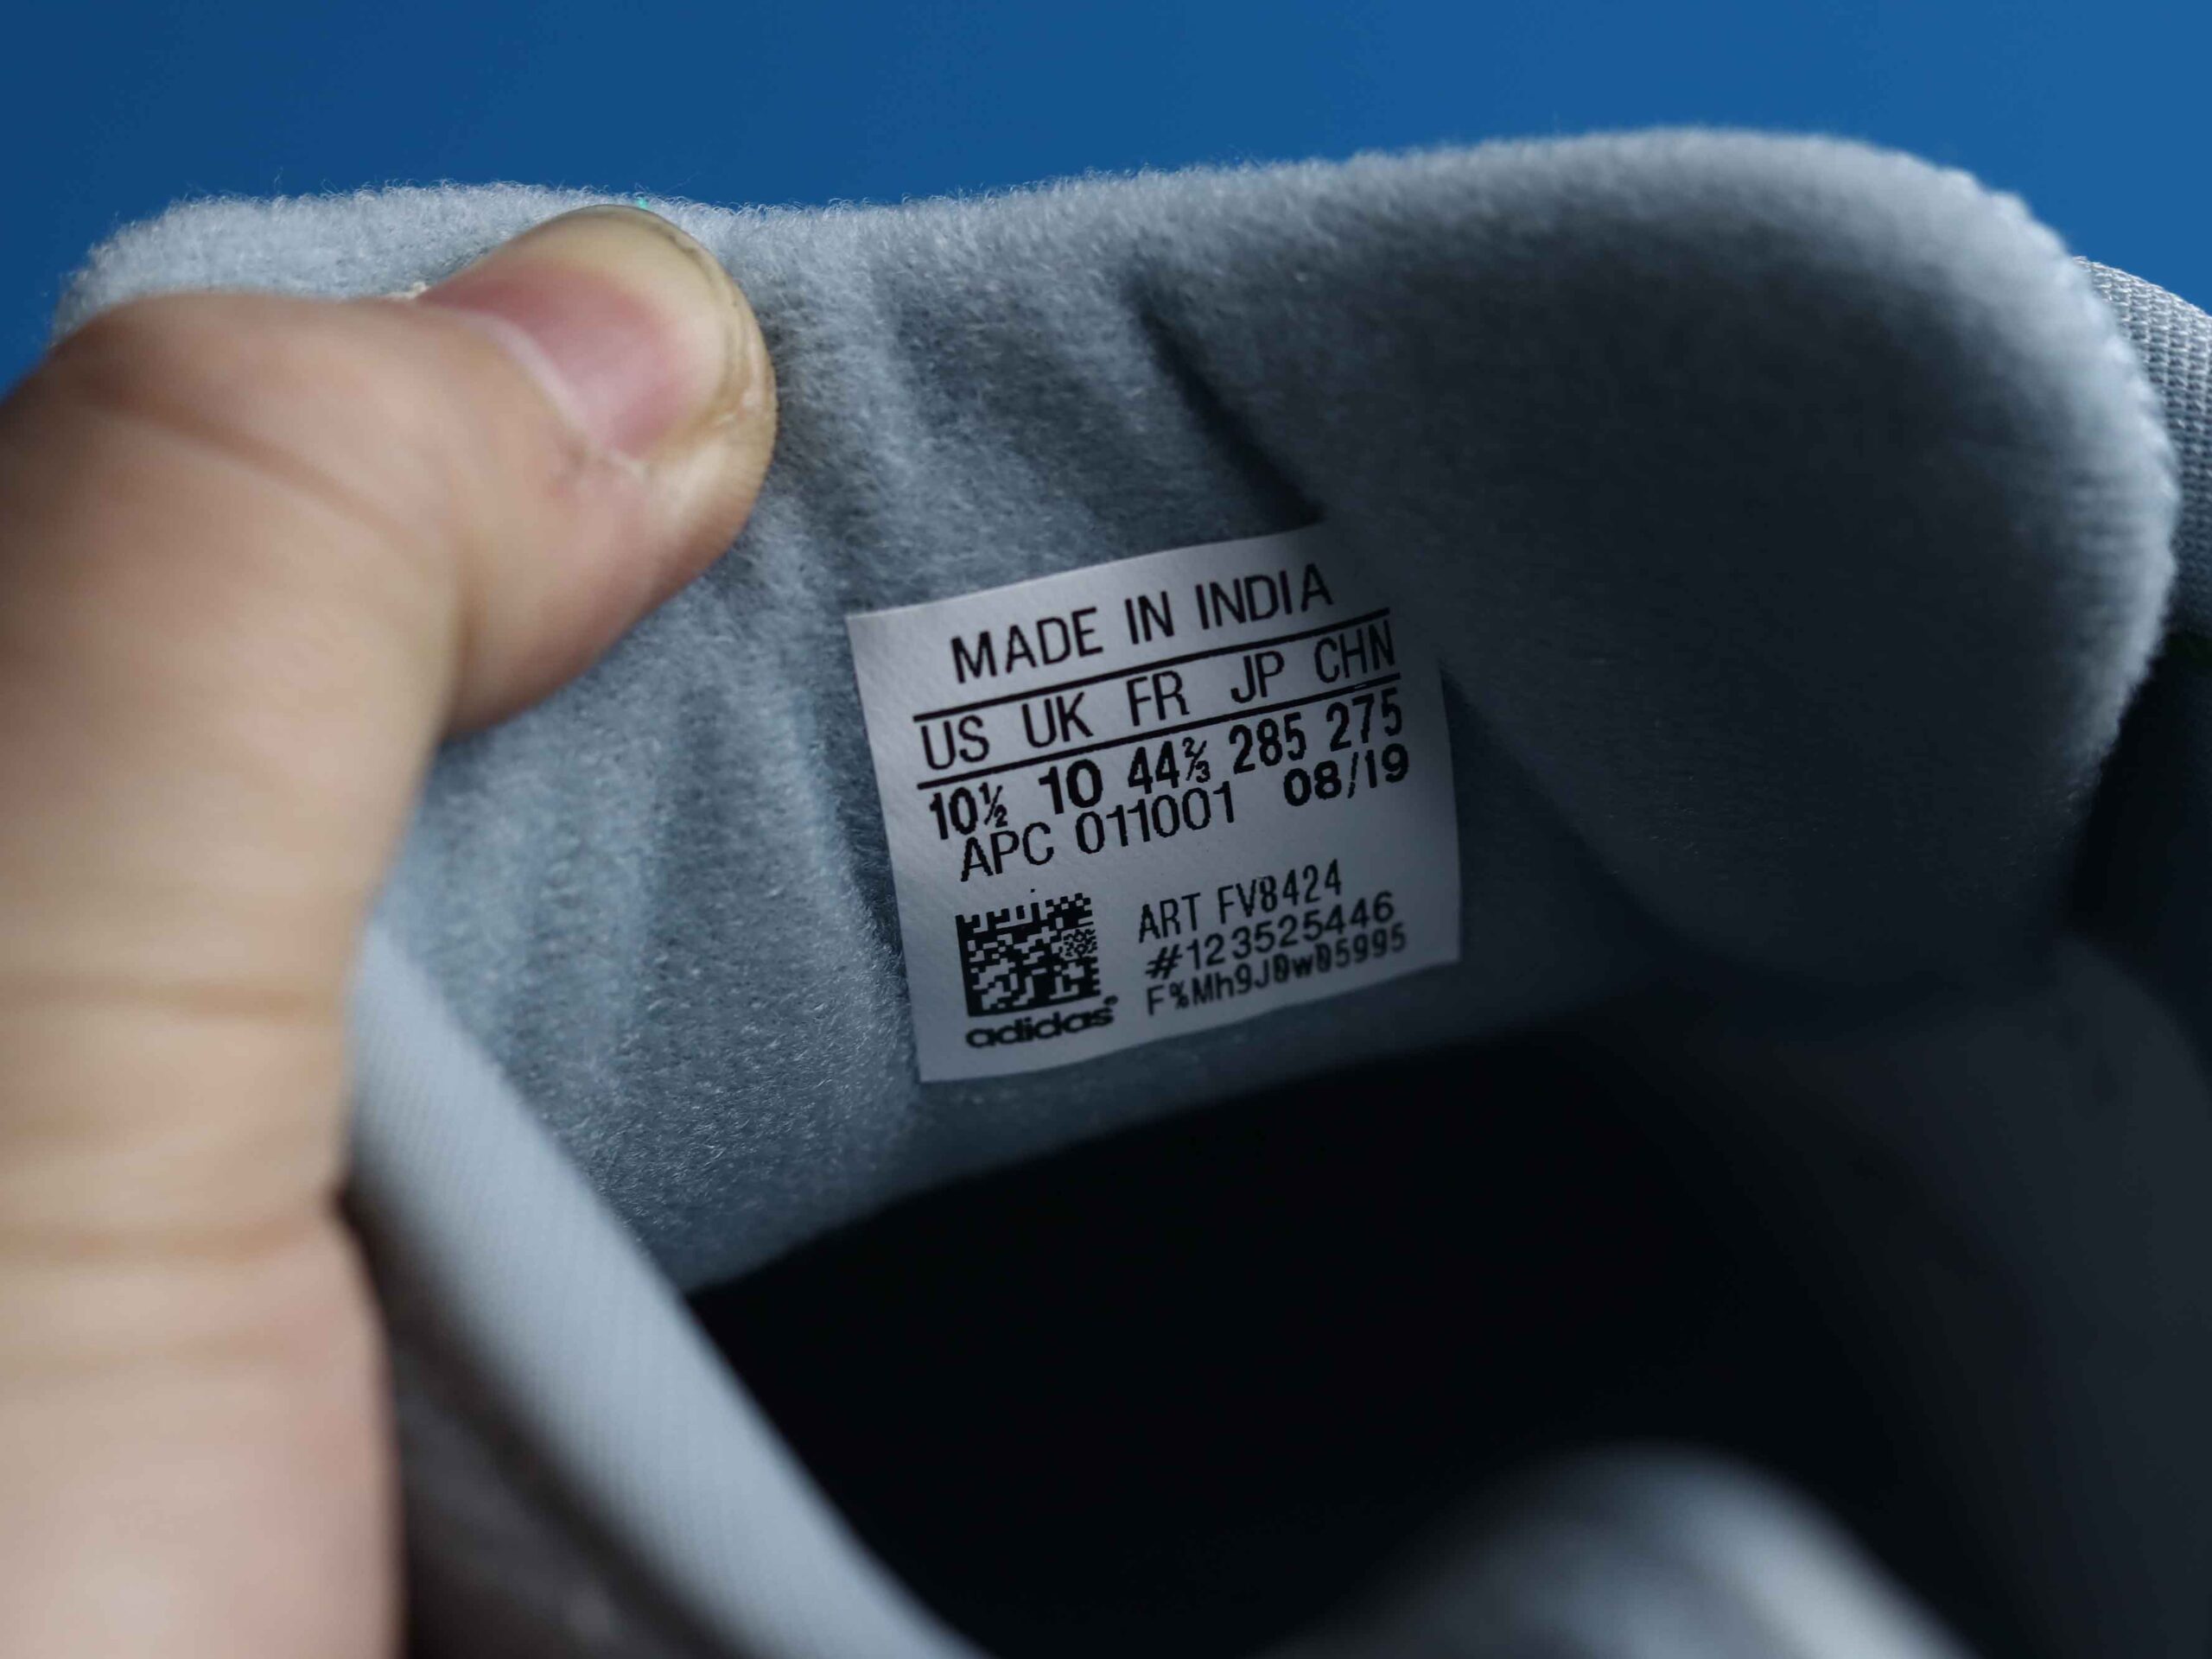 MADE IN INDIA
US UK FR JP CHN
10½ 10 44⅔ 285 275
APC 011001 08/19
ART FV8424
#123525446
F%Mh9J0w05995
adidas®